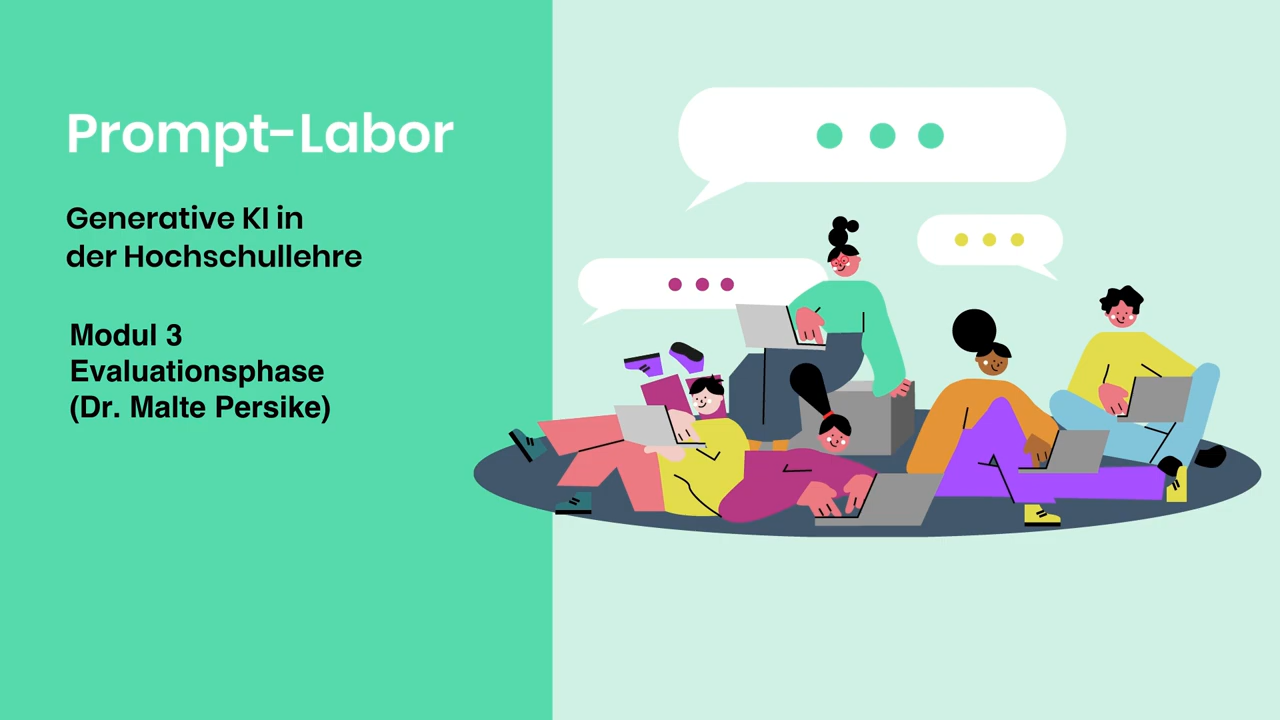 Prompt-Labor
Generative KI in
der Hochschullehre
Modul 3
Evaluationsphase
(Dr. Malte Persike)